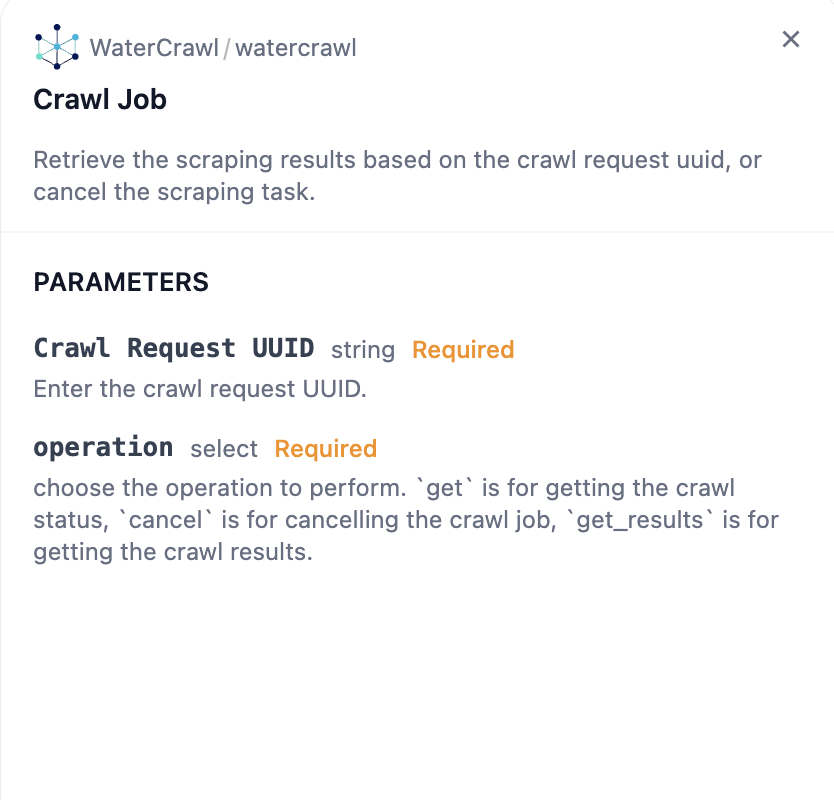 WaterCrawl / watercrawl
Crawl Job
Retrieve the scraping results based on the crawl request uuid, or
cancel the scraping task.
PARAMETERS
Crawl Request UUID string Required
Enter the crawl request UUID.
operation select Required
choose the operation to perform. `get` is for getting the crawl
status, `cancel` is for cancelling the crawl job, `get_results` is for
getting the crawl results.